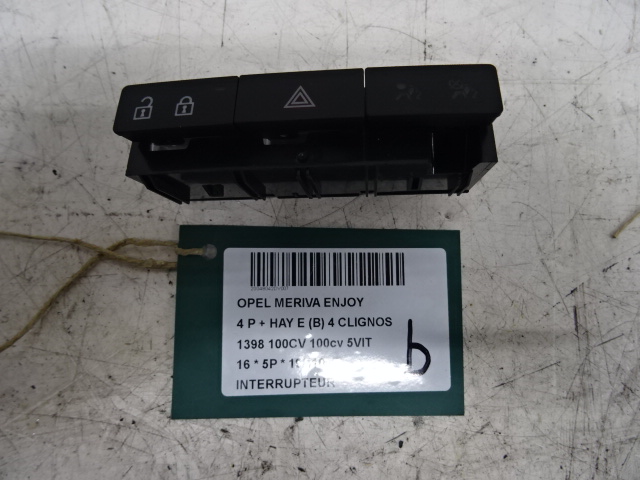 OPEL MERIVA ENJOY
4 P + HAY E (B) 4 CLIGNOS
1398 100CV 100cv 5VIT
16 * 5P *
INTERRUPTEUR
b